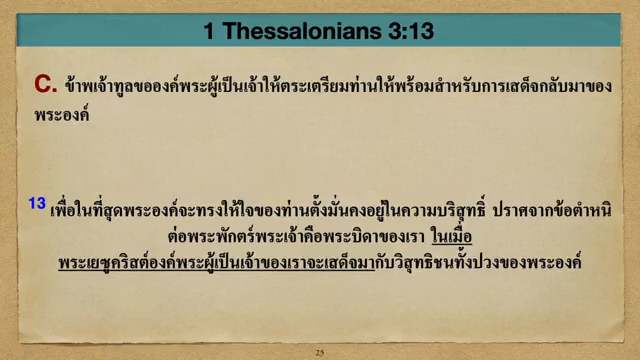 1 Thessalonians 3:13
C. ข้าพเจ้าทูลขอองค์พระผู้เป็นเจ้าให้ตระเตรียมท่านให้พร้อมสำหรับการเสด็จกลับมาของ
พระองค์
13 เพื่อในที่สุดพระองค์จะทรงให้ใจของท่านตั้งมั่นคงอยู่ในความบริสุทธิ์ ปราศจากข้อตำหนิ
ต่อพระพักตร์พระเจ้าคือพระบิดาของเรา ในเมื่อ
พระเยซูคริสต์องค์พระผู้เป็นเจ้าของเราจะเสด็จมากับวิสุทธิชนทั้งปวงของพระองค์
25